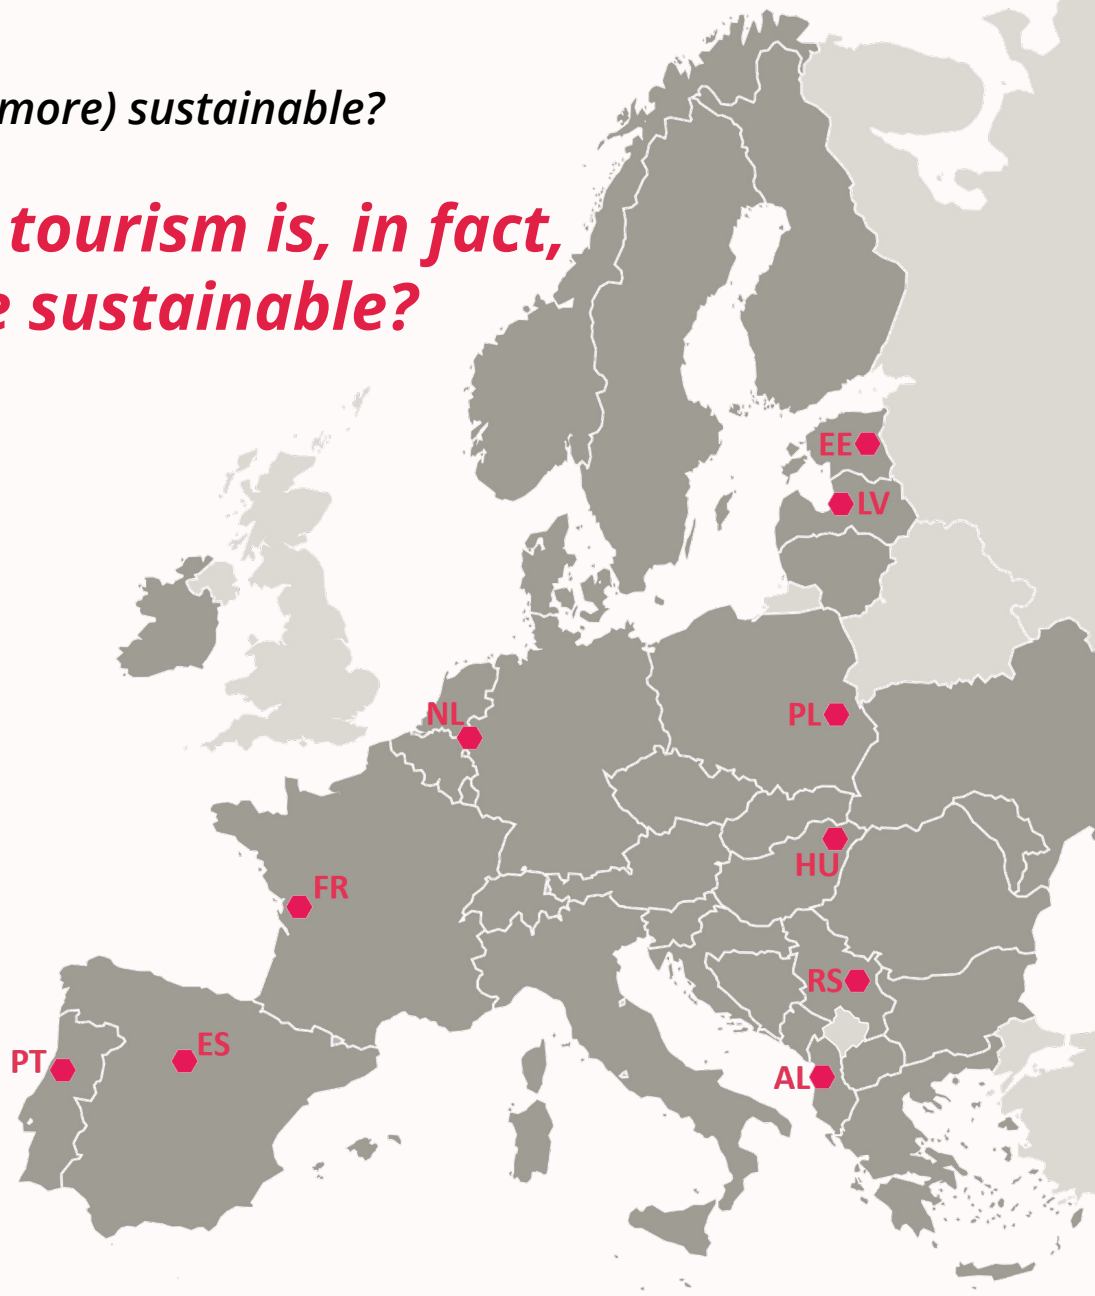 more) sustainable?
tourism is, in fact,
e sustainable?
EE
LV
NL
PL
HU
FR
RS
ES
PT
AL